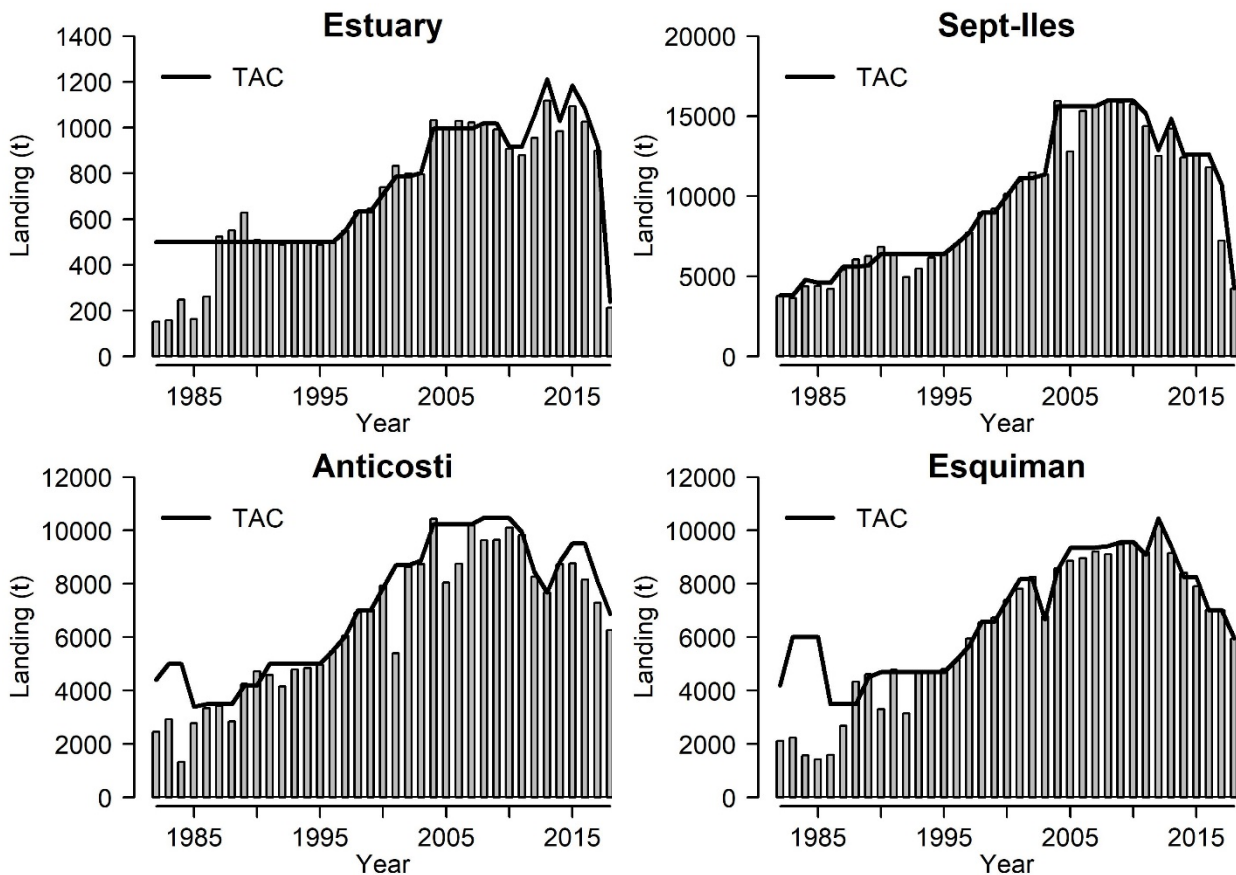 Estuary
1400
1200
1000
800
600
400
200
0
Landing (t)
TAC
1985
1995
2005
2015
Year
Sept-Iles
20000
15000
10000
5000
0
Landing (t)
TAC
1985
1995
2005
2015
Year
Anticosti
12000
10000
8000
6000
4000
2000
0
Landing (t)
TAC
1985
1995
2005
2015
Year
Esquiman
12000
10000
8000
6000
4000
2000
0
Landing (t)
TAC
1985
1995
2005
2015
Year